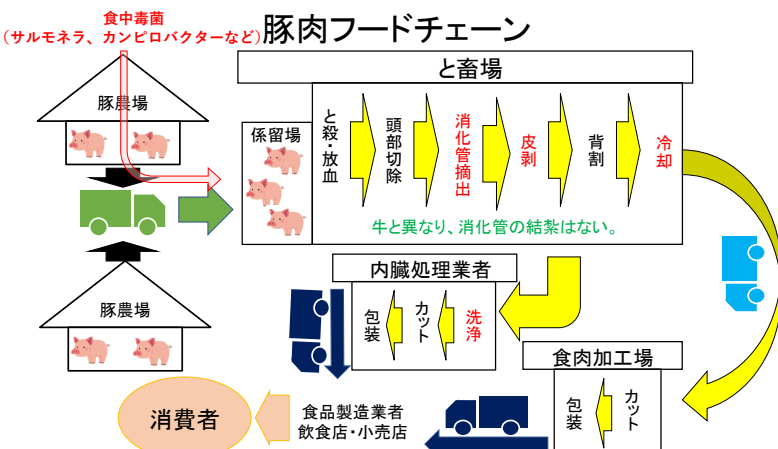 食中毒菌
(サルモネラ、カンピロバクターなど)
豚肉フードチェーン
と畜場
豚農場
係留場
と殺・放血
頭部切除
消化管摘出
皮剥
背割
冷却
牛と異なり、消化管の結紮はない。
豚農場
内臓処理業者
洗浄
カット
包装
食肉加工場
カット
包装
食品製造業者
飲食店・小売店
消費者